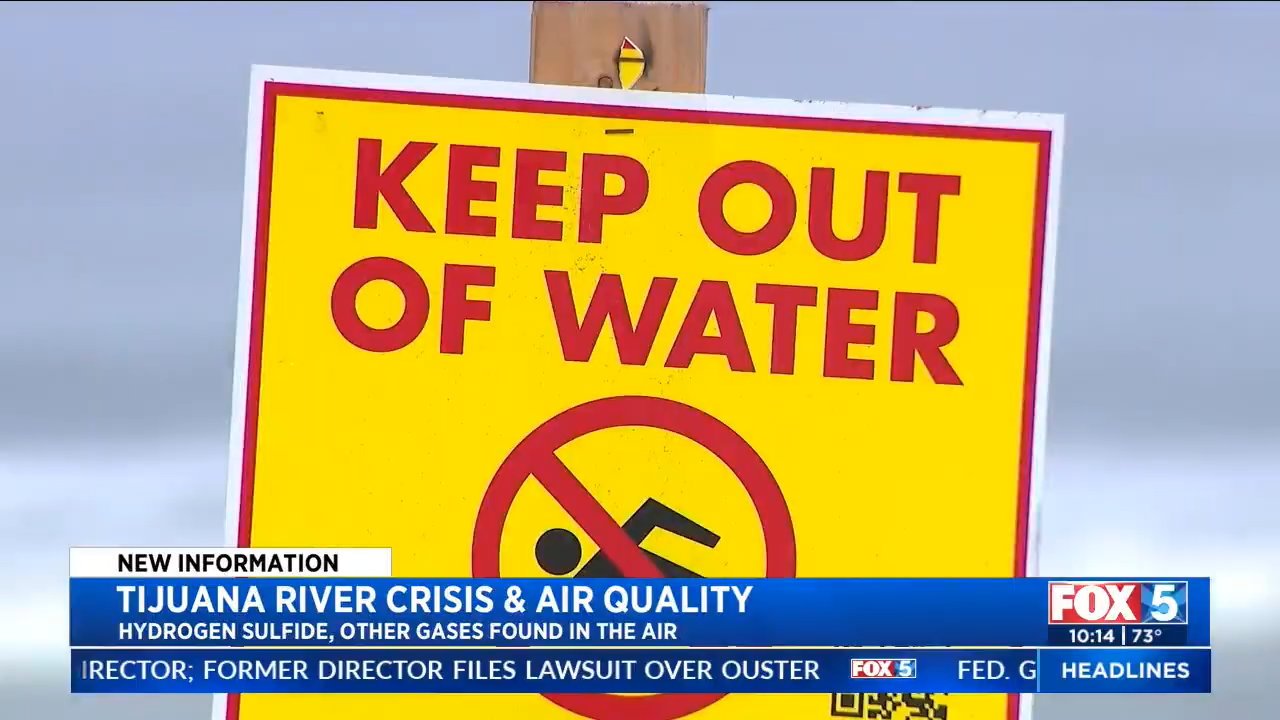 KEEP OUT
OF WATER
NEW INFORMATION
TIJUANA RIVER CRISIS & AIR QUALITY
HYDROGEN SULFIDE, OTHER GASES FOUND IN THE AIR
FOX 5
10:14 | 73°
IRECTOR; FORMER DIRECTOR FILES LAWSUIT OVER OUSTER FOX 5 FED. G
HEADLINES